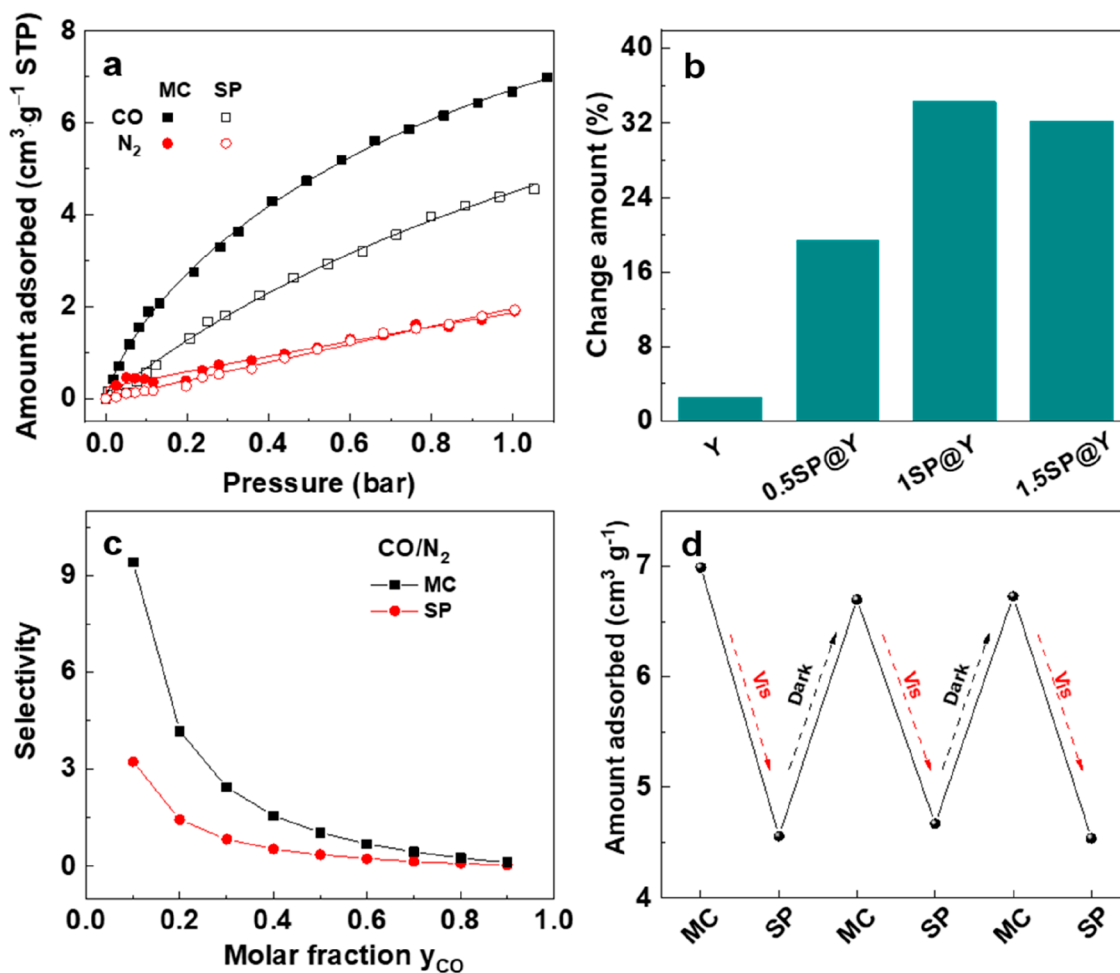 a
MC SP
CO
N₂
Amount adsorbed (cm³·g⁻¹ STP)
8
6
4
2
0
0.0 0.2 0.4 0.6 0.8 1.0
Pressure (bar)
b
Change amount (%)
40
32
24
16
8
0
Y 0.5SP@Y 1SP@Y 1.5SP@Y
c
CO/N₂
MC
SP
Selectivity
9
6
3
0
0.0 0.2 0.4 0.6 0.8 1.0
Molar fraction y_CO
d
Amount adsorbed (cm³ g⁻¹)
7
6
5
4
Vis Dark Vis Dark Vis
MC SP MC SP MC SP